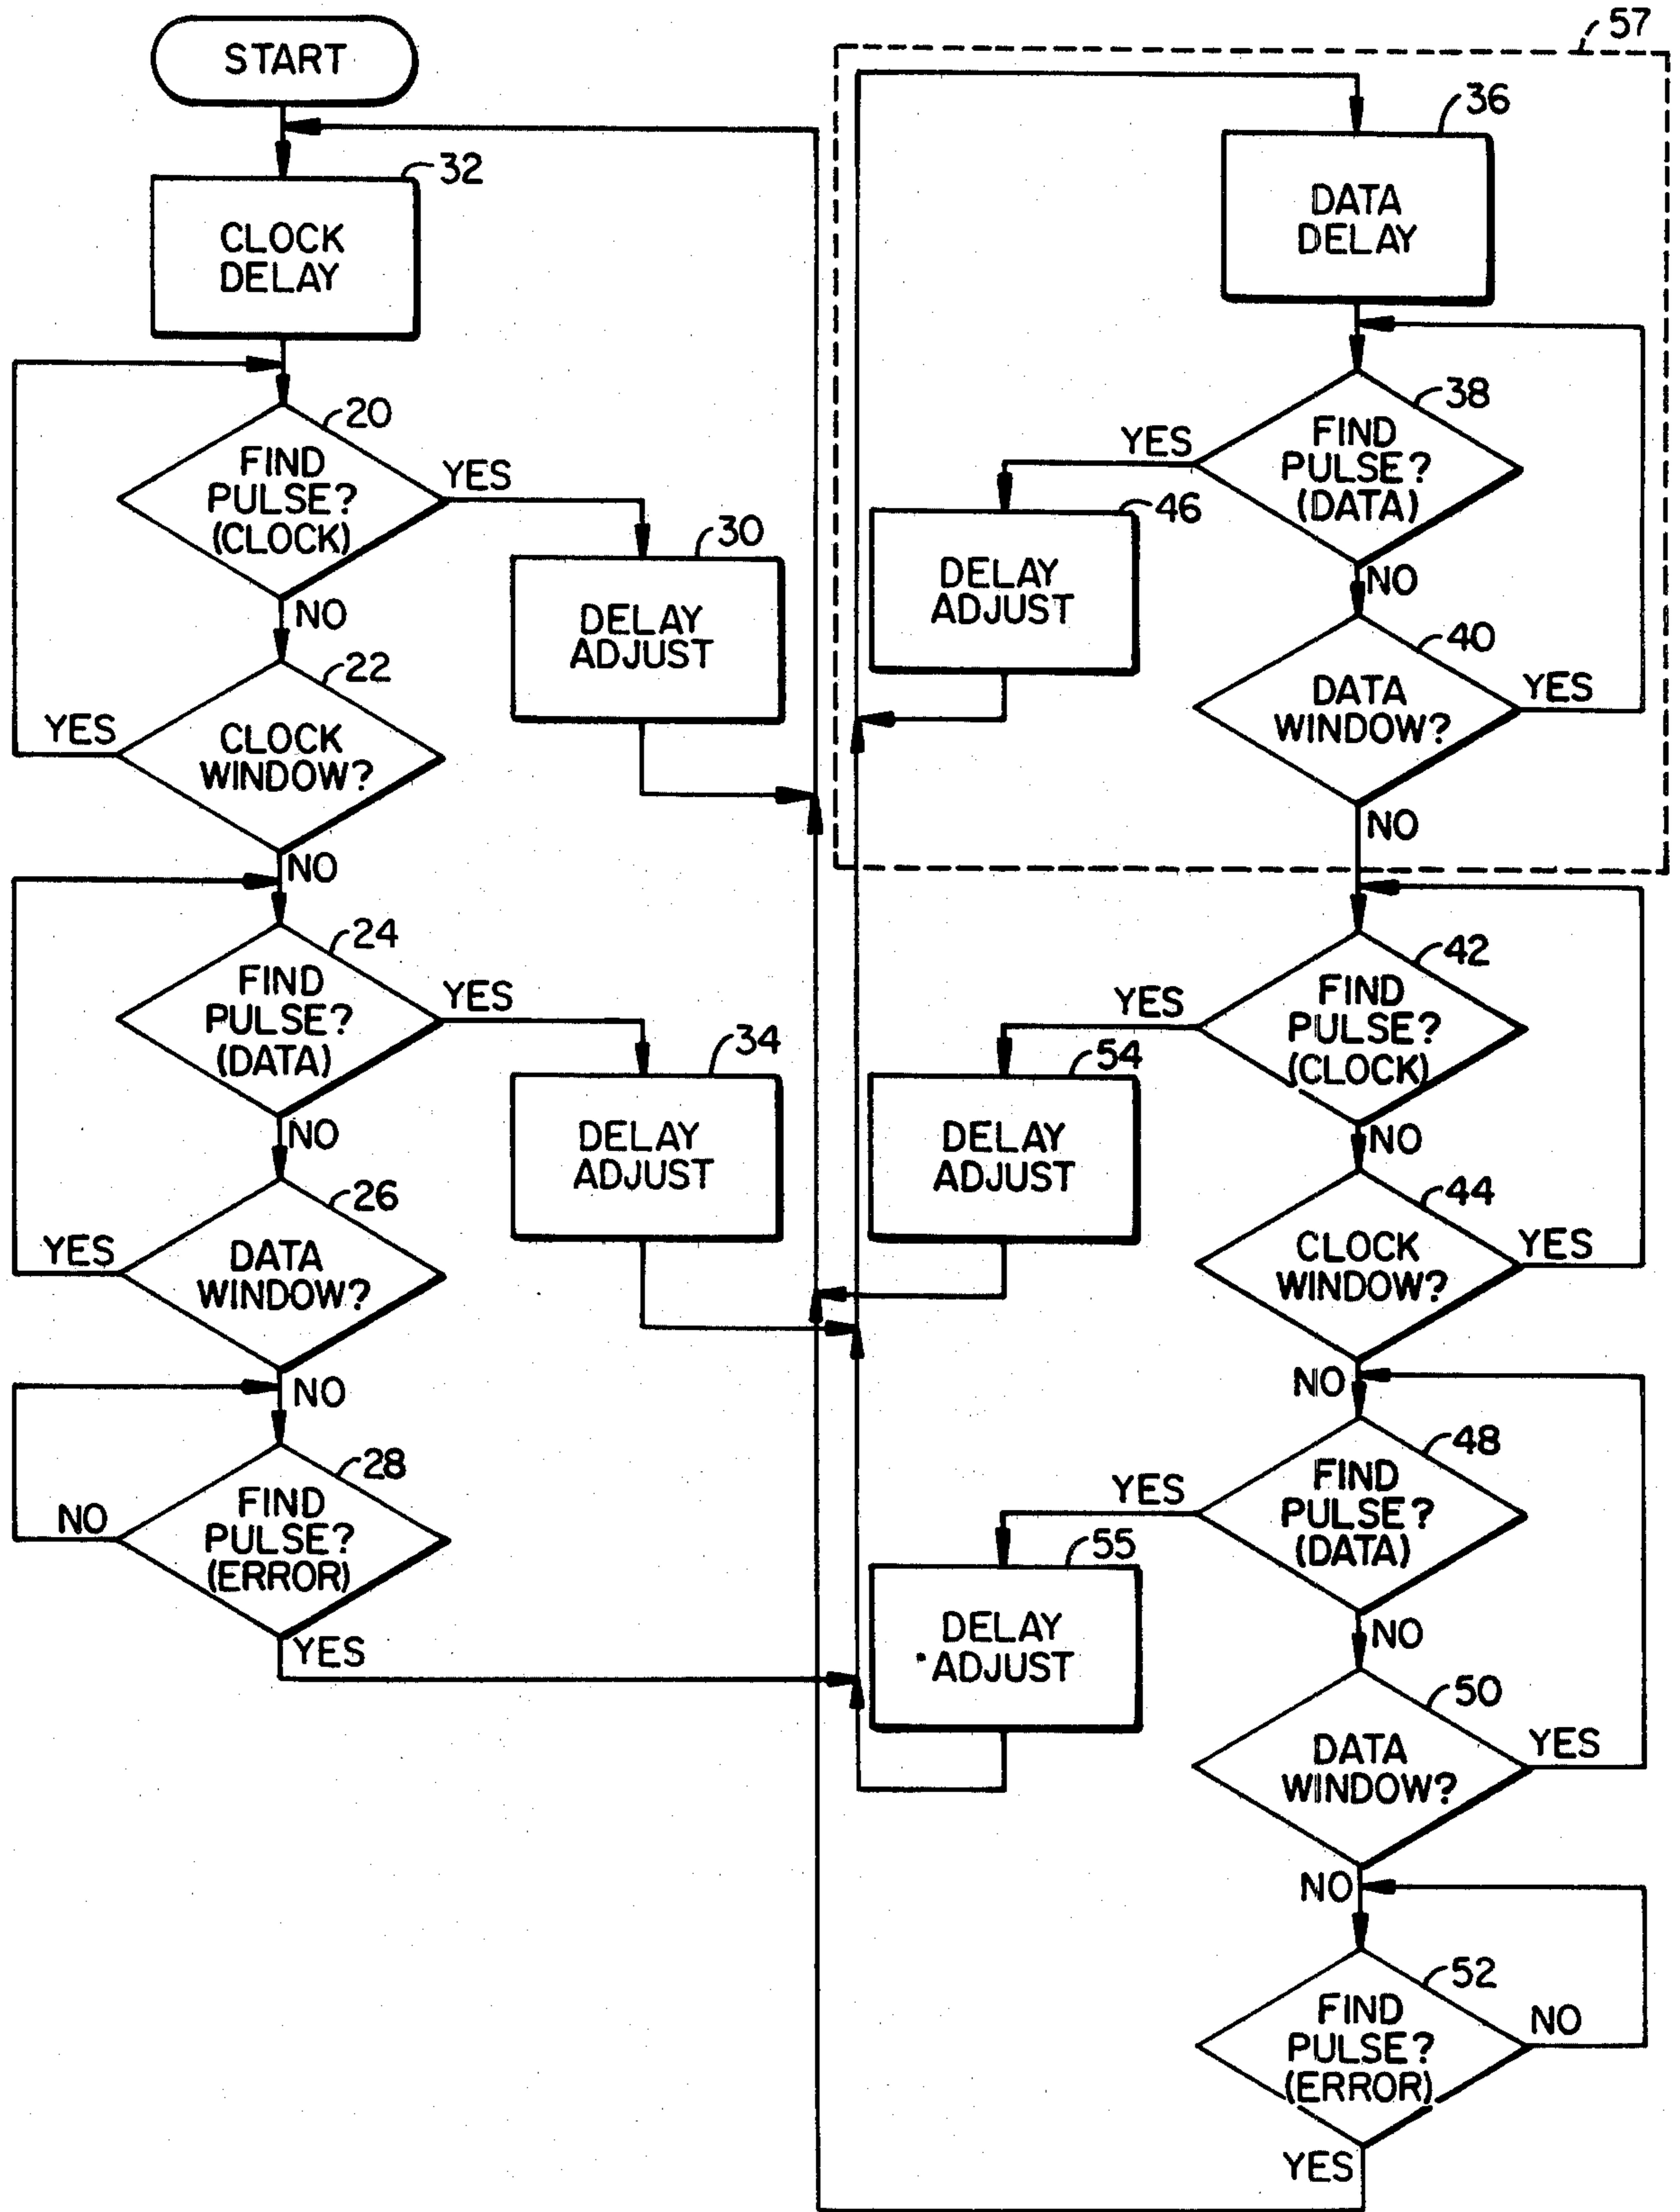 START
32
CLOCK
DELAY
20
FIND
PULSE?
(CLOCK)
YES
NO
30
DELAY
ADJUST
22
CLOCK
WINDOW?
YES
NO
24
FIND
PULSE?
(DATA)
YES
NO
34
DELAY
ADJUST
26
DATA
WINDOW?
YES
NO
28
FIND
PULSE?
(ERROR)
NO
YES
57
36
DATA
DELAY
38
FIND
PULSE?
(DATA)
YES
NO
46
DELAY
ADJUST
40
DATA
WINDOW?
YES
NO
42
FIND
PULSE?
(CLOCK)
YES
NO
54
DELAY
ADJUST
44
CLOCK
WINDOW?
YES
NO
48
FIND
PULSE?
(DATA)
YES
NO
55
DELAY
ADJUST
50
DATA
WINDOW?
YES
NO
52
FIND
PULSE?
(ERROR)
NO
YES